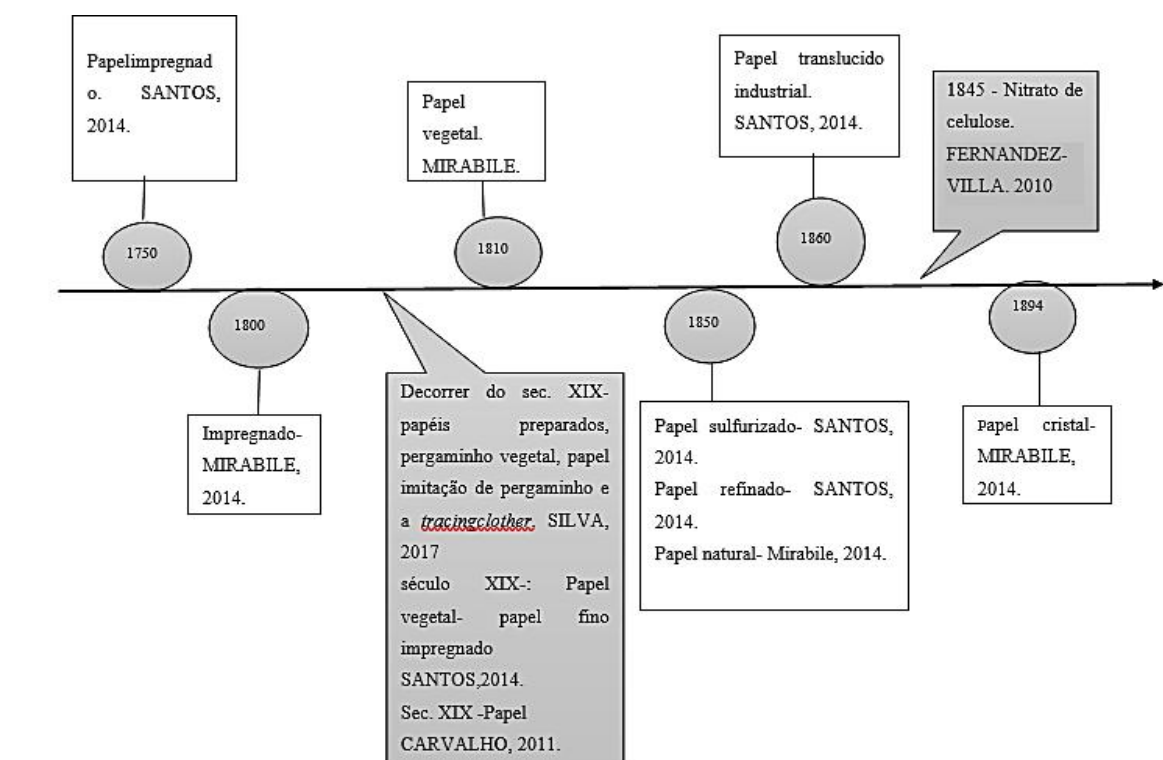 Papelimpregnad
o. SANTOS,
2014.
1750
Impregnado-
MIRABILE,
2014.
1800
Decorrer do sec. XIX-
papéis preparados,
pergaminho vegetal, papel
imitação de pergaminho e
a tracingclother. SILVA,
2017
século XIX-: Papel
vegetal- papel fino
impregnado
SANTOS,2014.
Sec. XIX -Papel
CARVALHO, 2011.
Papel
vegetal.
MIRABILE.
1810
1850
Papel sulfurizado- SANTOS,
2014.
Papel refinado- SANTOS,
2014.
Papel natural- Mirabile, 2014.
Papel translucido
industrial.
SANTOS, 2014.
1860
1845 - Nitrato de
celulose.
FERNANDEZ-
VILLA. 2010
1894
Papel cristal-
MIRABILE,
2014.